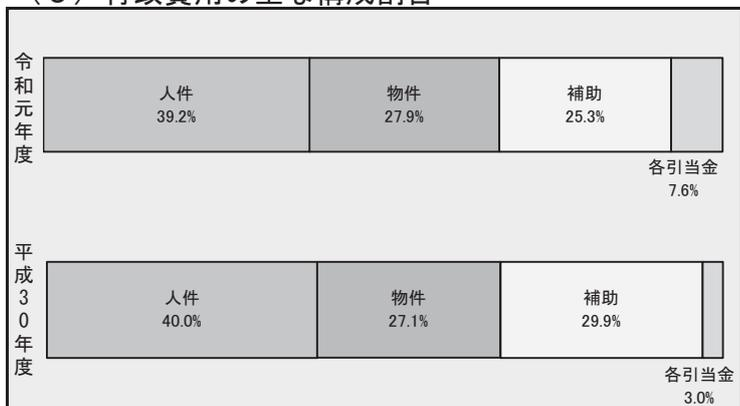 令和元年度
人件
39.2%
物件
27.9%
補助
25.3%
各引当金
7.6%
平成30年度
人件
40.0%
物件
27.1%
補助
29.9%
各引当金
3.0%